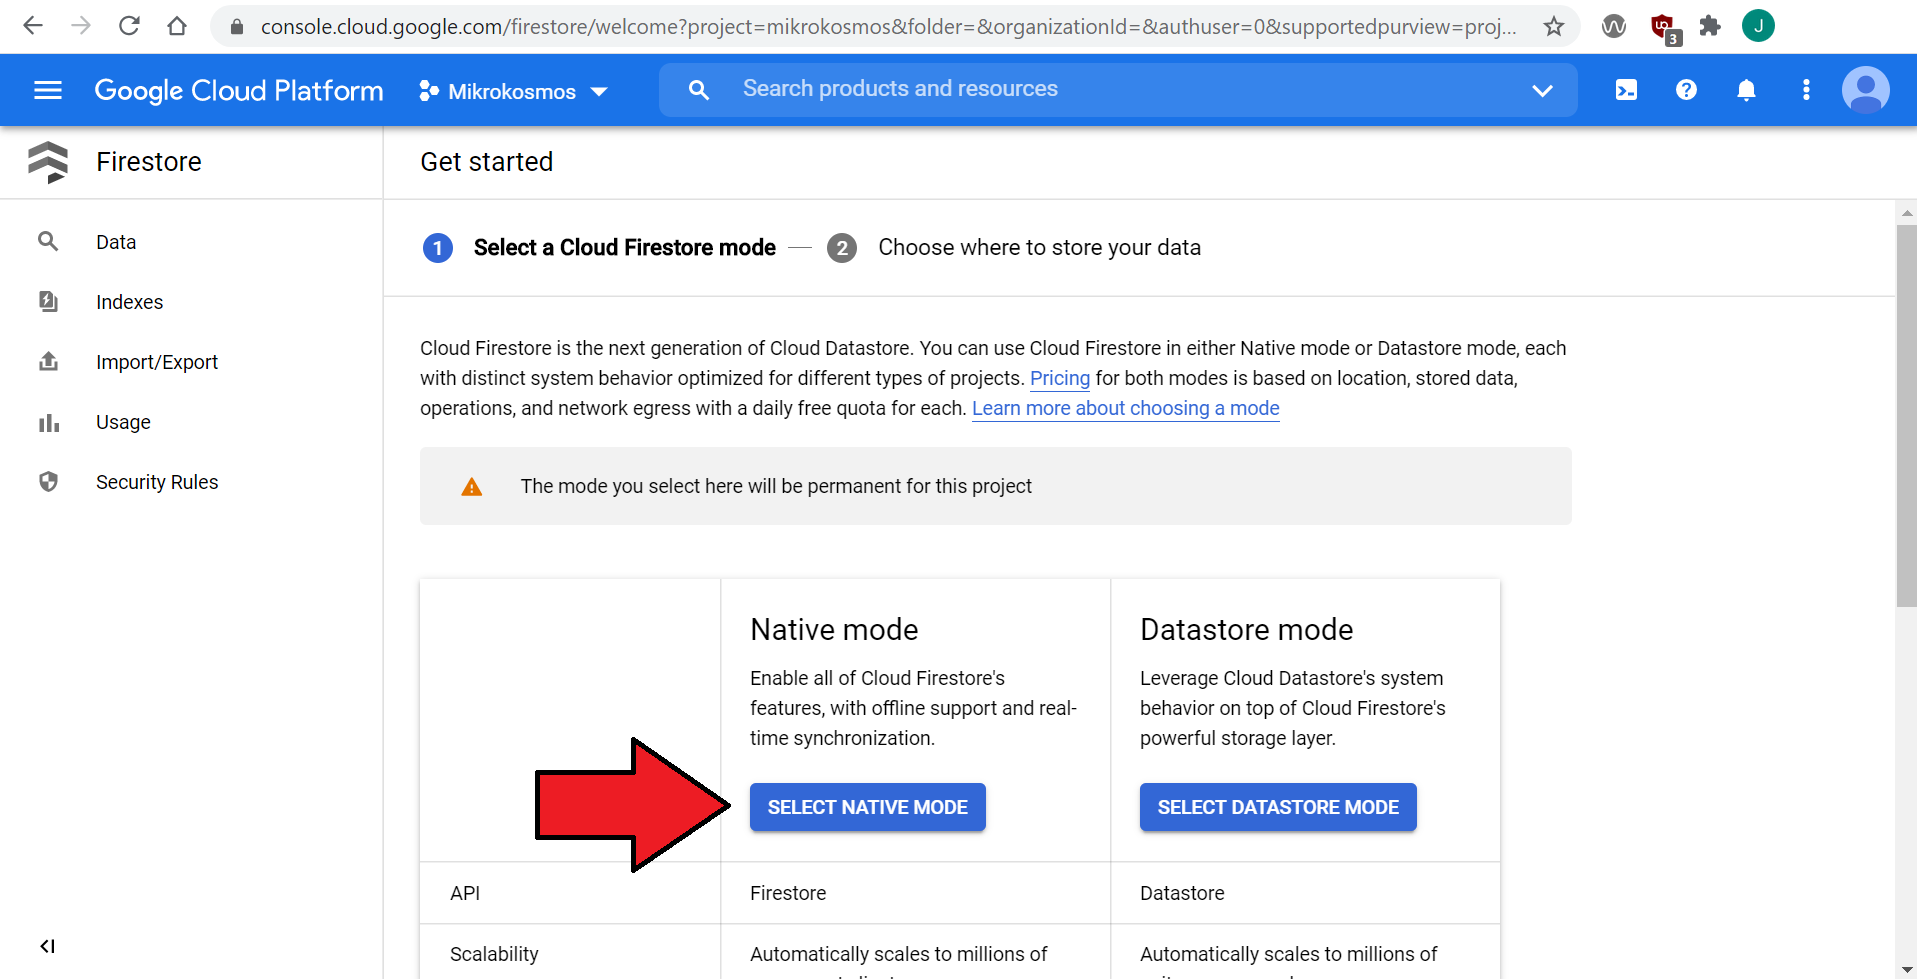 console.cloud.google.com/firestore/welcome?project=mikrokosmos&folder=&organizationId=&authuser=0&supportedpurview=proj...
3
J
Google Cloud Platform
Mikrokosmos
Search products and resources
Firestore
Get started
Data
Indexes
Import/Export
Usage
Security Rules
1 Select a Cloud Firestore mode
2 Choose where to store your data
Cloud Firestore is the next generation of Cloud Datastore. You can use Cloud Firestore in either Native mode or Datastore mode, each
with distinct system behavior optimized for different types of projects. Pricing for both modes is based on location, stored data,
operations, and network egress with a daily free quota for each. Learn more about choosing a mode
The mode you select here will be permanent for this project
Native mode
Enable all of Cloud Firestore's
features, with offline support and real-
time synchronization.
SELECT NATIVE MODE
Datastore mode
Leverage Cloud Datastore's system
behavior on top of Cloud Firestore's
powerful storage layer.
SELECT DATASTORE MODE
API
Firestore
Datastore
Scalability
Automatically scales to millions of
Automatically scales to millions of